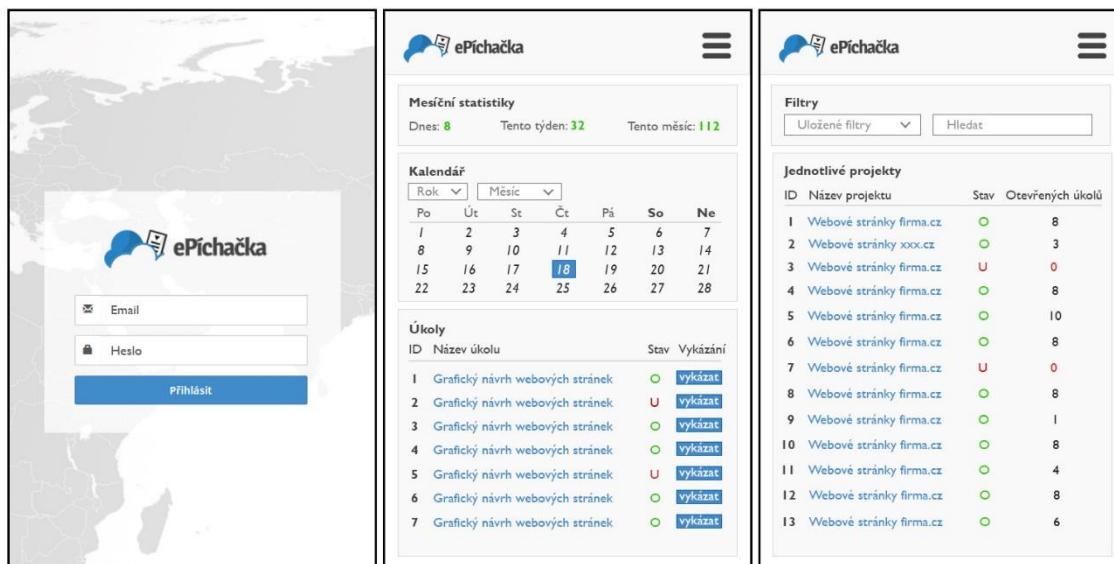 ePíchačka
Email
Heslo
Přihlásit
ePíchačka
Mesíční statistiky
Dnes: 8 Tento týden: 32 Tento měsíc: 112
Kalendář
Rok Měsíc
Po Út St Čt Pá So Ne
1 2 3 4 5 6 7
8 9 10 11 12 13 14
15 16 17 18 19 20 21
22 23 24 25 26 27 28
Úkoly
ID Název úkolu Stav Vykázání
1 Grafický návrh webových stránek O vykázat
2 Grafický návrh webových stránek U vykázat
3 Grafický návrh webových stránek O vykázat
4 Grafický návrh webových stránek O vykázat
5 Grafický návrh webových stránek U vykázat
6 Grafický návrh webových stránek O vykázat
7 Grafický návrh webových stránek O vykázat
ePíchačka
Filtry
Uložené filtry Hledat
Jednotlivé projekty
ID Název projektu Stav Otevřených úkolů
1 Webové stránky firma.cz O 8
2 Webové stránky xxx.cz O 3
3 Webové stránky firma.cz U 0
4 Webové stránky firma.cz O 8
5 Webové stránky firma.cz O 10
6 Webové stránky firma.cz O 8
7 Webové stránky firma.cz U 0
8 Webové stránky firma.cz O 8
9 Webové stránky firma.cz O 1
10 Webové stránky firma.cz O 8
11 Webové stránky firma.cz O 4
12 Webové stránky firma.cz O 8
13 Webové stránky firma.cz O 6